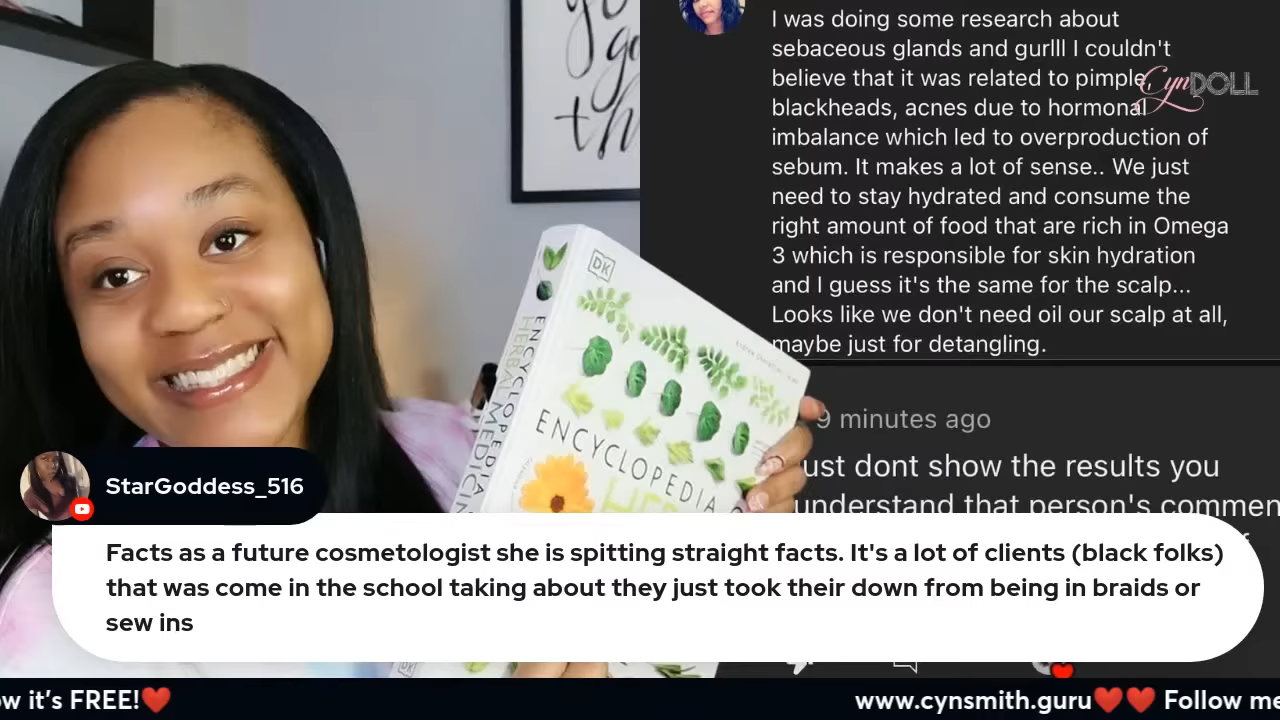 I was doing some research about
sebaceous glands and gurlll I couldn't
believe that it was related to pimple,
blackheads, acnes due to hormonal
imbalance which led to overproduction of
sebum. It makes a lot of sense.. We just
need to stay hydrated and consume the
right amount of food that are rich in Omega
3 which is responsible for skin hydration
and I guess it's the same for the scalp...
Looks like we don't need oil our scalp at all,
maybe just for detangling.
CynDOLL
9 minutes ago
ust dont show the results you
understand that person's commen
go
DK
ENCYCLOPEDIA
HERBAL MEDICIN
ENCYCLOPEDIA
StarGoddess_516
Facts as a future cosmetologist she is spitting straight facts. It's a lot of clients (black folks)
that was come in the school taking about they just took their down from being in braids or
sew ins
ow it's FREE!❤️ www.cynsmith.guru❤️❤️ Follow me